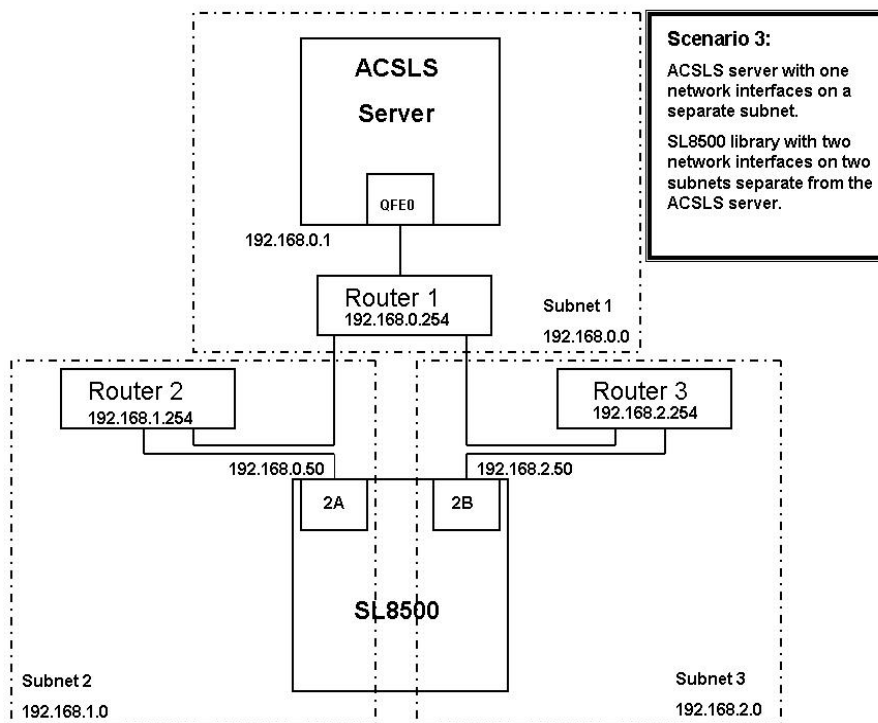 ACSLS
Server
QFE0
192.168.0.1
Scenario 3:
ACSLS server with one
network interfaces on a
separate subnet.
SL8500 library with two
network interfaces on two
subnets separate from the
ACSLS server.
Router 1
192.168.0.254
Subnet 1
192.168.0.0
Router 2
192.168.1.254
Router 3
192.168.2.254
192.168.0.50
192.168.2.50
2A
2B
SL8500
Subnet 2
192.168.1.0
Subnet 3
192.168.2.0